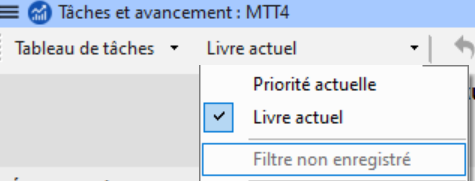 Tâches et avancement : MTT4
Tableau de tâches Livre actuel
Priorité actuelle
Livre actuel
Filtre non enregistré